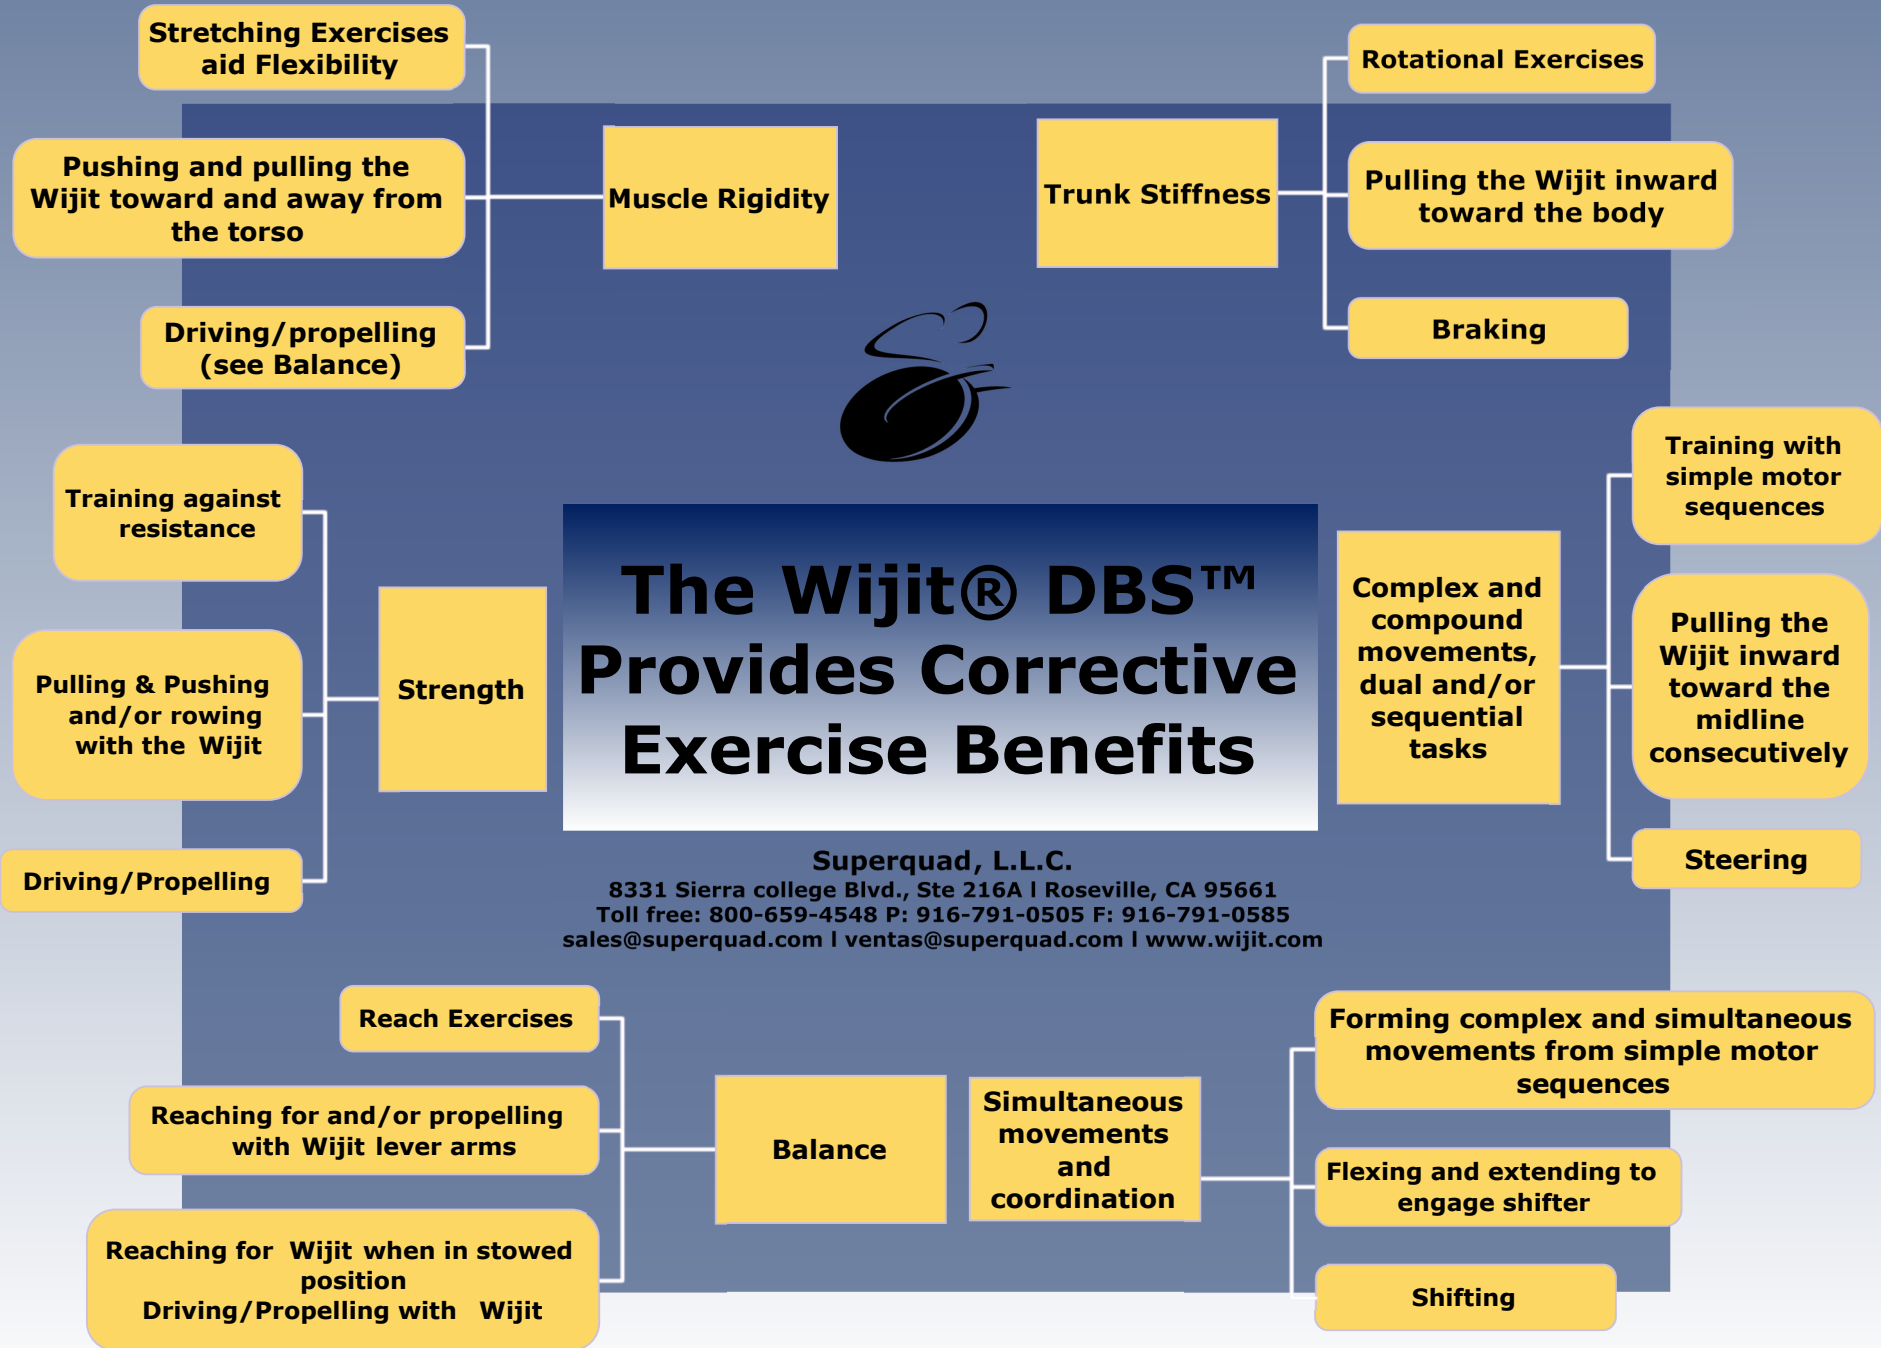 Stretching Exercises
aid Flexibility
Pushing and pulling the
Wijit toward and away from
the torso
Driving/propelling
(see Balance)
Muscle Rigidity
Trunk Stiffness
Rotational Exercises
Pulling the Wijit inward
toward the body
Braking
Training against
resistance
Pulling & Pushing
and/or rowing
with the Wijit
Driving/Propelling
Strength
The Wijit® DBS™
Provides Corrective
Exercise Benefits
Complex and
compound
movements,
dual and/or
sequential
tasks
Training with
simple motor
sequences
Pulling the
Wijit inward
toward the
midline
consecutively
Steering
Superquad, L.L.C.
8331 Sierra college Blvd., Ste 216A l Roseville, CA 95661
Toll free: 800-659-4548 P: 916-791-0505 F: 916-791-0585
sales@superquad.com l ventas@superquad.com l www.wijit.com
Reach Exercises
Reaching for and/or propelling
with Wijit lever arms
Reaching for Wijit when in stowed
position
Driving/Propelling with Wijit
Balance
Simultaneous
movements
and
coordination
Forming complex and simultaneous
movements from simple motor
sequences
Flexing and extending to
engage shifter
Shifting